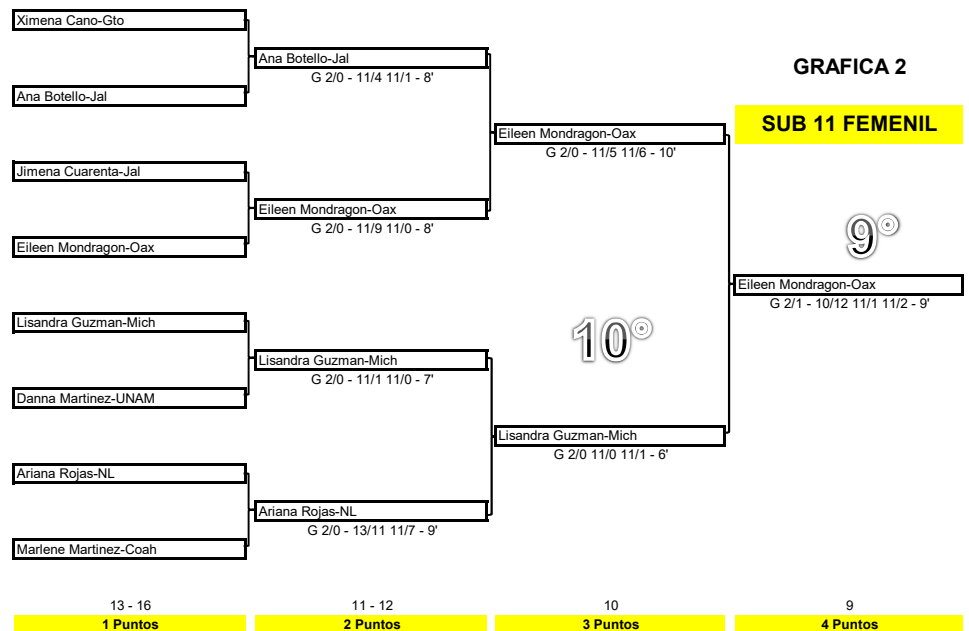 Ximena Cano-Gto
Ana Botello-Jal
G 2/0 - 11/4 11/1 - 8'
GRAFICA 2
Ana Botello-Jal
SUB 11 FEMENIL
Eileen Mondragon-Oax
G 2/0 - 11/5 11/6 - 10'
Jimena Cuarenta-Jal
Eileen Mondragon-Oax
G 2/0 - 11/9 11/0 - 8'
9°
Eileen Mondragon-Oax
Eileen Mondragon-Oax
G 2/1 - 10/12 11/1 11/2 - 9'
Lisandra Guzman-Mich
10°
Lisandra Guzman-Mich
G 2/0 - 11/1 11/0 - 7'
Danna Martinez-UNAM
Lisandra Guzman-Mich
G 2/0 11/0 11/1 - 6'
Ariana Rojas-NL
Ariana Rojas-NL
G 2/0 - 13/11 11/7 - 9'
Marlene Martinez-Coah
13 - 16
11 - 12
10
9
1 Puntos
2 Puntos
3 Puntos
4 Puntos